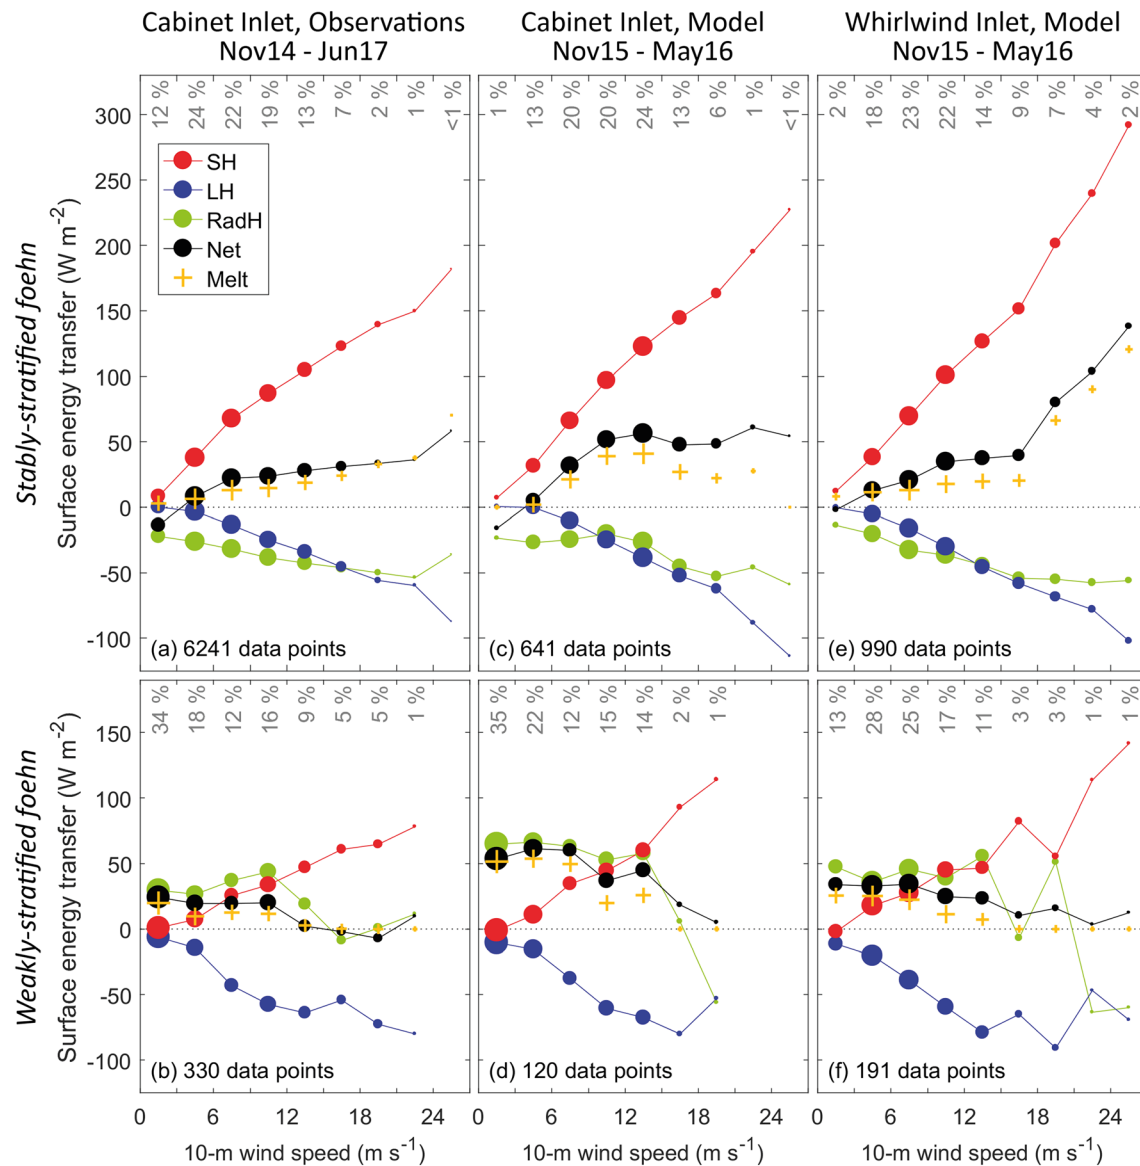 Cabinet Inlet, Observations
Nov14 - Jun17
Cabinet Inlet, Model
Nov15 - May16
Whirlwind Inlet, Model
Nov15 - May16
Stably-stratified foehn
Surface energy transfer (W m-2)
300
250
200
150
100
50
0
-50
-100
12 %
24 %
22 %
19 %
13 %
7 %
2 %
1 %
<1 %
SH
LH
RadH
Net
Melt
(a) 6241 data points
1 %
13 %
20 %
20 %
24 %
13 %
6 %
1 %
<1 %
(c) 641 data points
2 %
18 %
23 %
22 %
14 %
9 %
7 %
4 %
2 %
(e) 990 data points
Weakly-stratified foehn
Surface energy transfer (W m-2)
150
100
50
0
-50
-100
34 %
18 %
12 %
16 %
9 %
5 %
5 %
1 %
(b) 330 data points
35 %
22 %
12 %
15 %
14 %
2 %
1 %
(d) 120 data points
13 %
28 %
25 %
17 %
11 %
3 %
3 %
1 %
1 %
(f) 191 data points
0 6 12 18 24
0 6 12 18 24
0 6 12 18 24
10-m wind speed (m s-1)
10-m wind speed (m s-1)
10-m wind speed (m s-1)